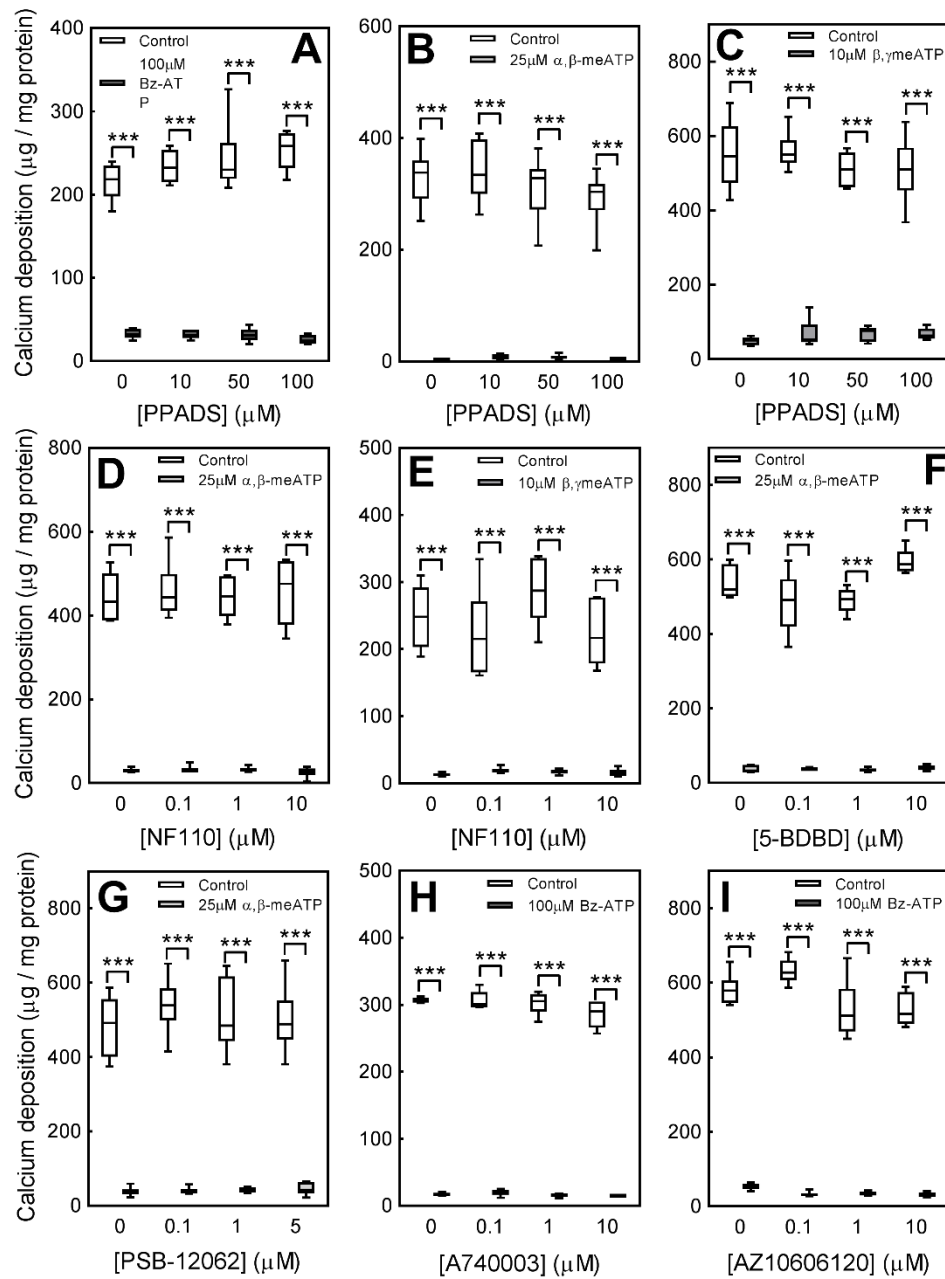 Calcium deposition (μg / mg protein)
A
Control
100μM
Bz-AT
P
400
300
200
100
0
*** *** *** ***
0 10 50 100
[PPADS] (μM)
B
Control
25μM α,β-meATP
600
400
200
0
*** *** *** ***
0 10 50 100
[PPADS] (μM)
C
Control
10μM β,γmeATP
800
600
400
200
0
*** *** *** ***
0 10 50 100
[PPADS] (μM)
Calcium deposition (μg / mg protein)
D
Control
25μM α,β-meATP
800
600
400
200
0
*** *** *** ***
0 0.1 1 10
[NF110] (μM)
E
Control
10μM β,γmeATP
500
400
300
200
100
0
*** *** *** ***
0 0.1 1 10
[NF110] (μM)
F
Control
25μM α,β-meATP
800
600
400
200
0
*** *** *** ***
0 0.1 1 10
[5-BDBD] (μM)
Calcium deposition (μg / mg protein)
G
Control
25μM α,β-meATP
800
600
400
200
0
*** *** *** ***
0 0.1 1 5
[PSB-12062] (μM)
H
Control
100μM Bz-ATP
500
400
300
200
100
0
*** *** *** ***
0 0.1 1 10
[A740003] (μM)
I
Control
100μM Bz-ATP
800
600
400
200
0
*** *** *** ***
0 0.1 1 10
[AZ10606120] (μM)